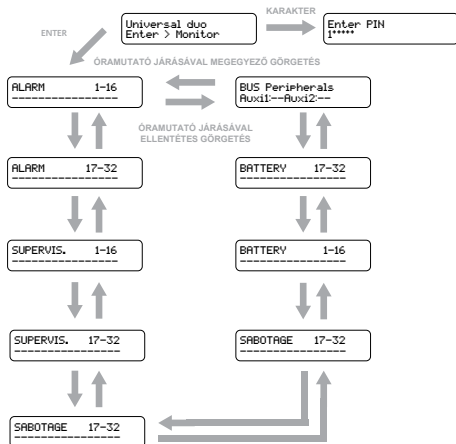 KARAKTER
Universal duo
Enter > Monitor
Enter PIN
1*****
ENTER
ÓRAMUTATÓ JÁRÁSÁVAL MEGEGYEZŐ GÖRGETÉS
ALARM 1-16
----------------
BUS Peripherals
Auxi1:--Auxi2:--
ÓRAMUTATÓ JÁRÁSÁVAL
ELLENTÉTES GÖRGETÉS
ALARM 17-32
----------------
BATTERY 17-32
----------------
SUPERVIS. 1-16
----------------
BATTERY 1-16
----------------
SUPERVIS. 17-32
----------------
SABOTAGE 17-32
----------------
SABOTAGE 17-32
----------------